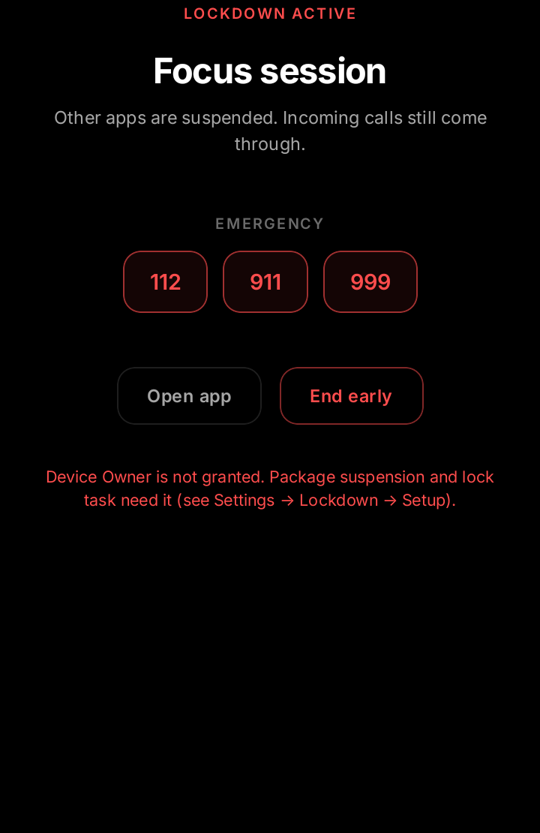 LOCKDOWN ACTIVE
Focus session
Other apps are suspended. Incoming calls still come
through.
EMERGENCY
112 911 999
Open app End early
Device Owner is not granted. Package suspension and lock
task need it (see Settings → Lockdown → Setup).